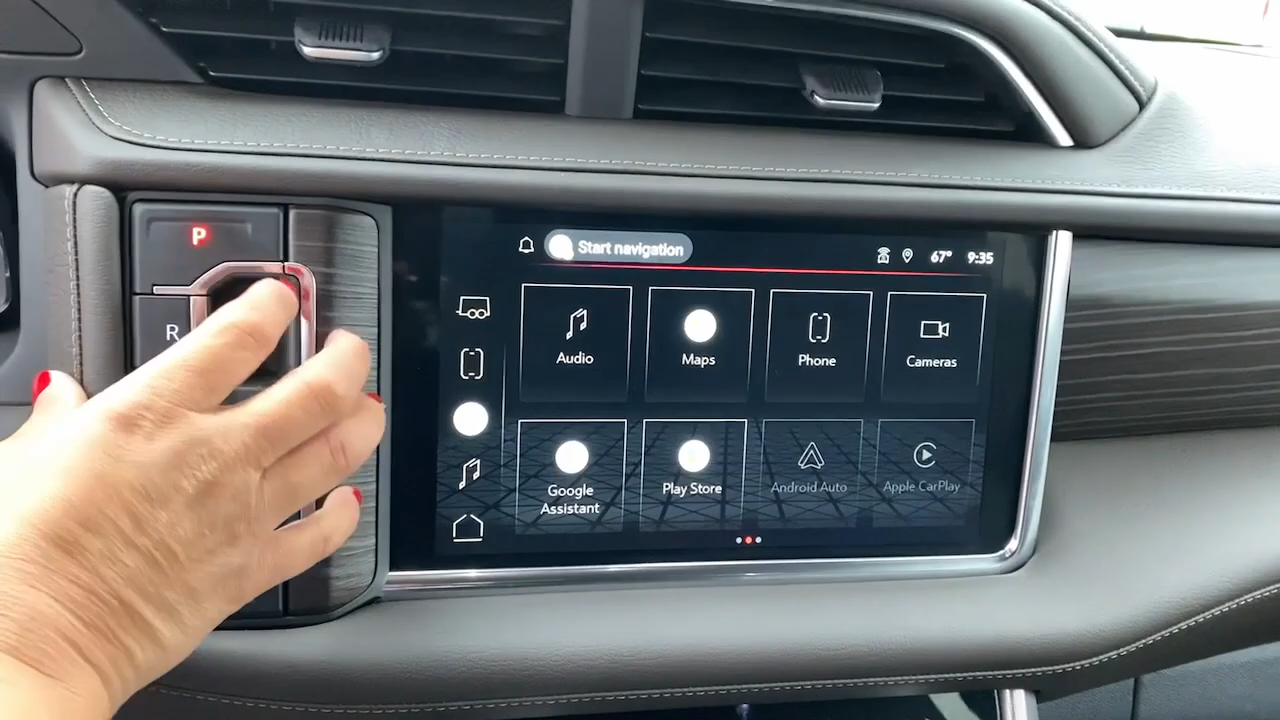 P
R
Start navigation
67° 9:35
Audio
Maps
Phone
Cameras
Google
Assistant
Play Store
Android Auto
Apple CarPlay